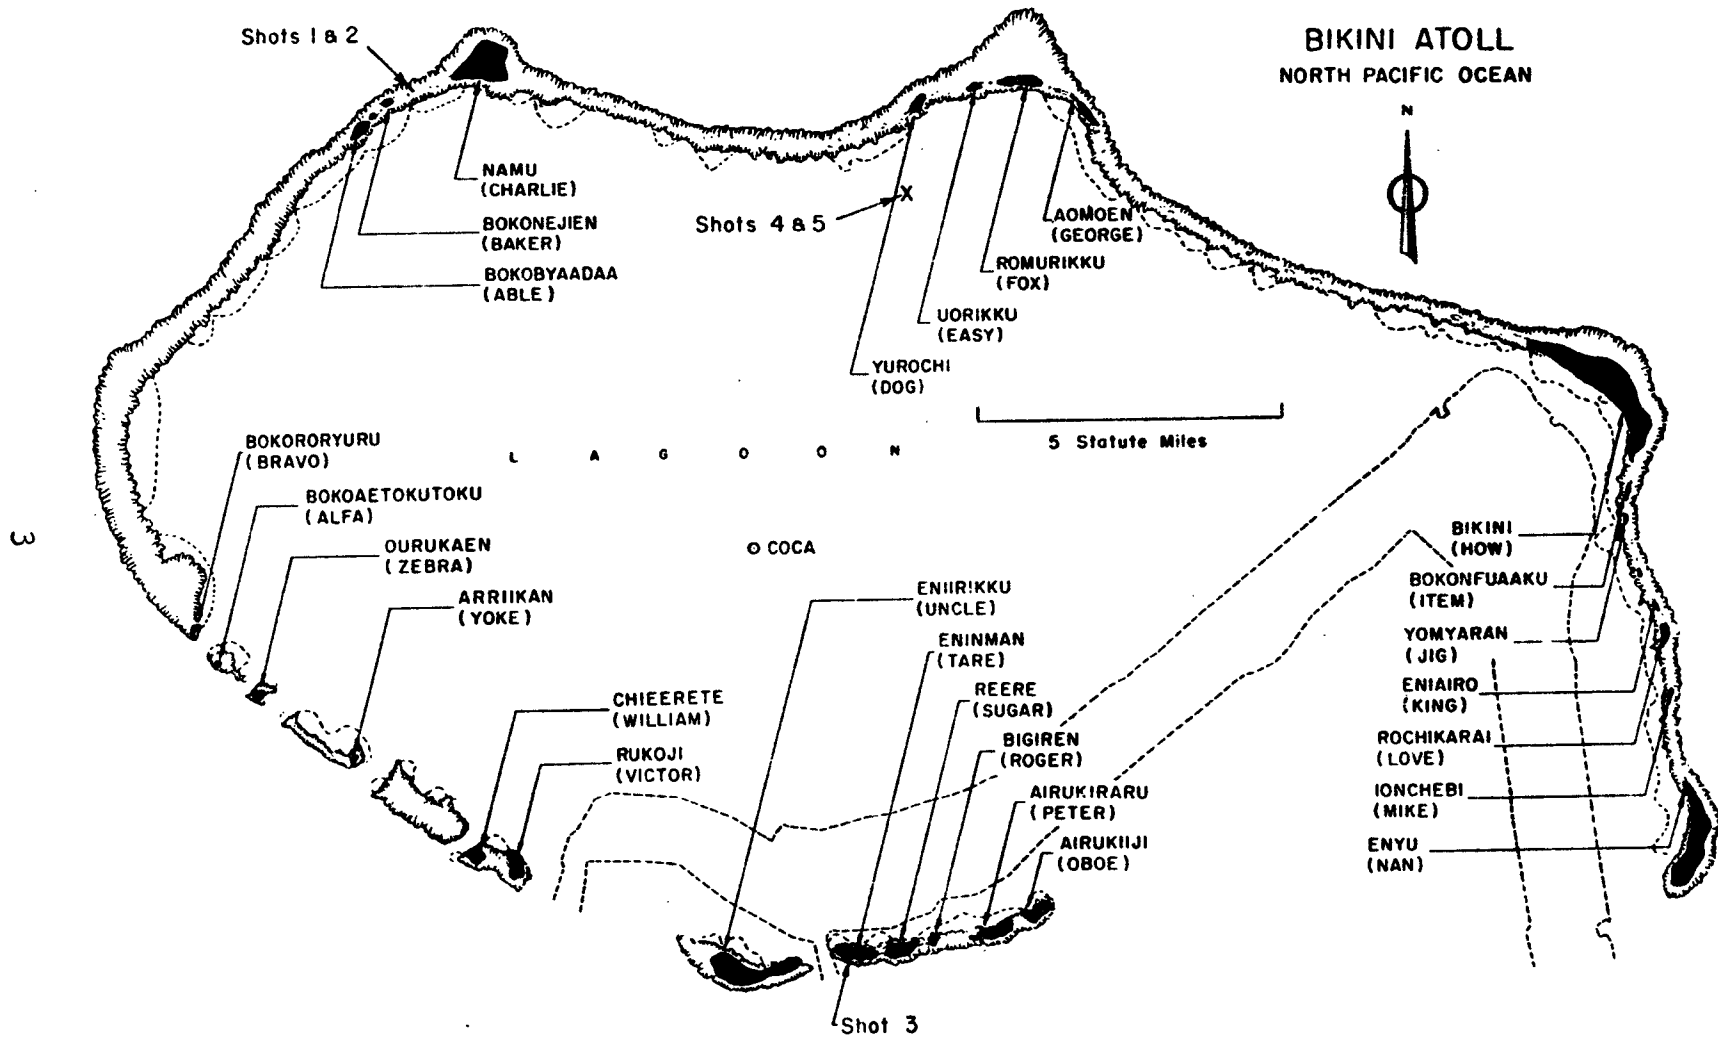 Shots 1 & 2
BIKINI ATOLL
NORTH PACIFIC OCEAN
N
NAMU
(CHARLIE)
BOKONEJIEN
(BAKER)
BOKOBYAADAA
(ABLE)
Shots 4 & 5
X
AOMOEN
(GEORGE)
ROMURIKKU
(FOX)
UORIKKU
(EASY)
YUROCHI
(DOG)
5 Statute Miles
LAGOON
BOKORORYURU
(BRAVO)
BOKOAETOKUTOKU
(ALFA)
OURUKAEN
(ZEBRA)
ARRIIKAN
(YOKE)
COCA
3
CHIEERETE
(WILLIAM)
RUKOJI
(VICTOR)
ENIIRIKKU
(UNCLE)
ENINMAN
(TARE)
REERE
(SUGAR)
BIGIREN
(ROGER)
AIRUKIRARU
(PETER)
AIRUKIIJI
(OBOE)
BIKINI
(HOW)
BOKONFUAAKU
(ITEM)
YOMYARAN
(JIG)
ENIAIRO
(KING)
ROCHIKARAI
(LOVE)
IONCHEBI
(MIKE)
ENYU
(NAN)
Shot 3